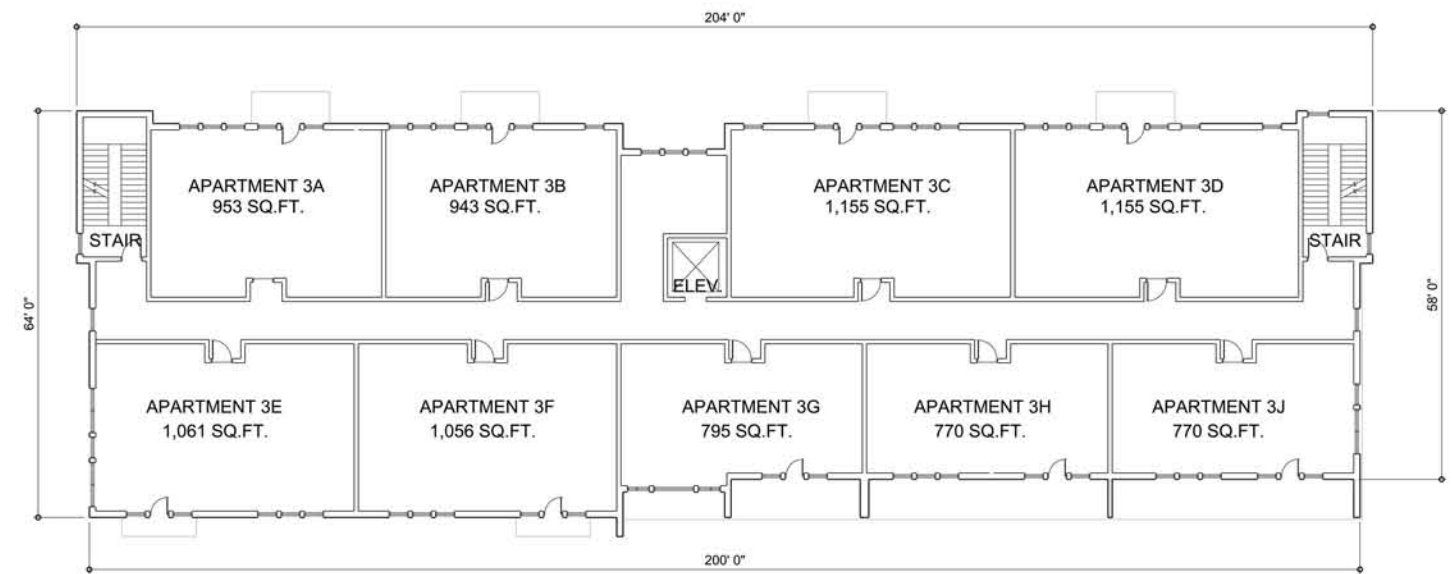 204' 0"
APARTMENT 3A
953 SQ.FT.
APARTMENT 3B
943 SQ.FT.
APARTMENT 3C
1,155 SQ.FT.
APARTMENT 3D
1,155 SQ.FT.
STAIR
STAIR
ELEV.
64' 0"
58' 0"
APARTMENT 3E
1,061 SQ.FT.
APARTMENT 3F
1,056 SQ.FT.
APARTMENT 3G
795 SQ.FT.
APARTMENT 3H
770 SQ.FT.
APARTMENT 3J
770 SQ.FT.
200' 0"